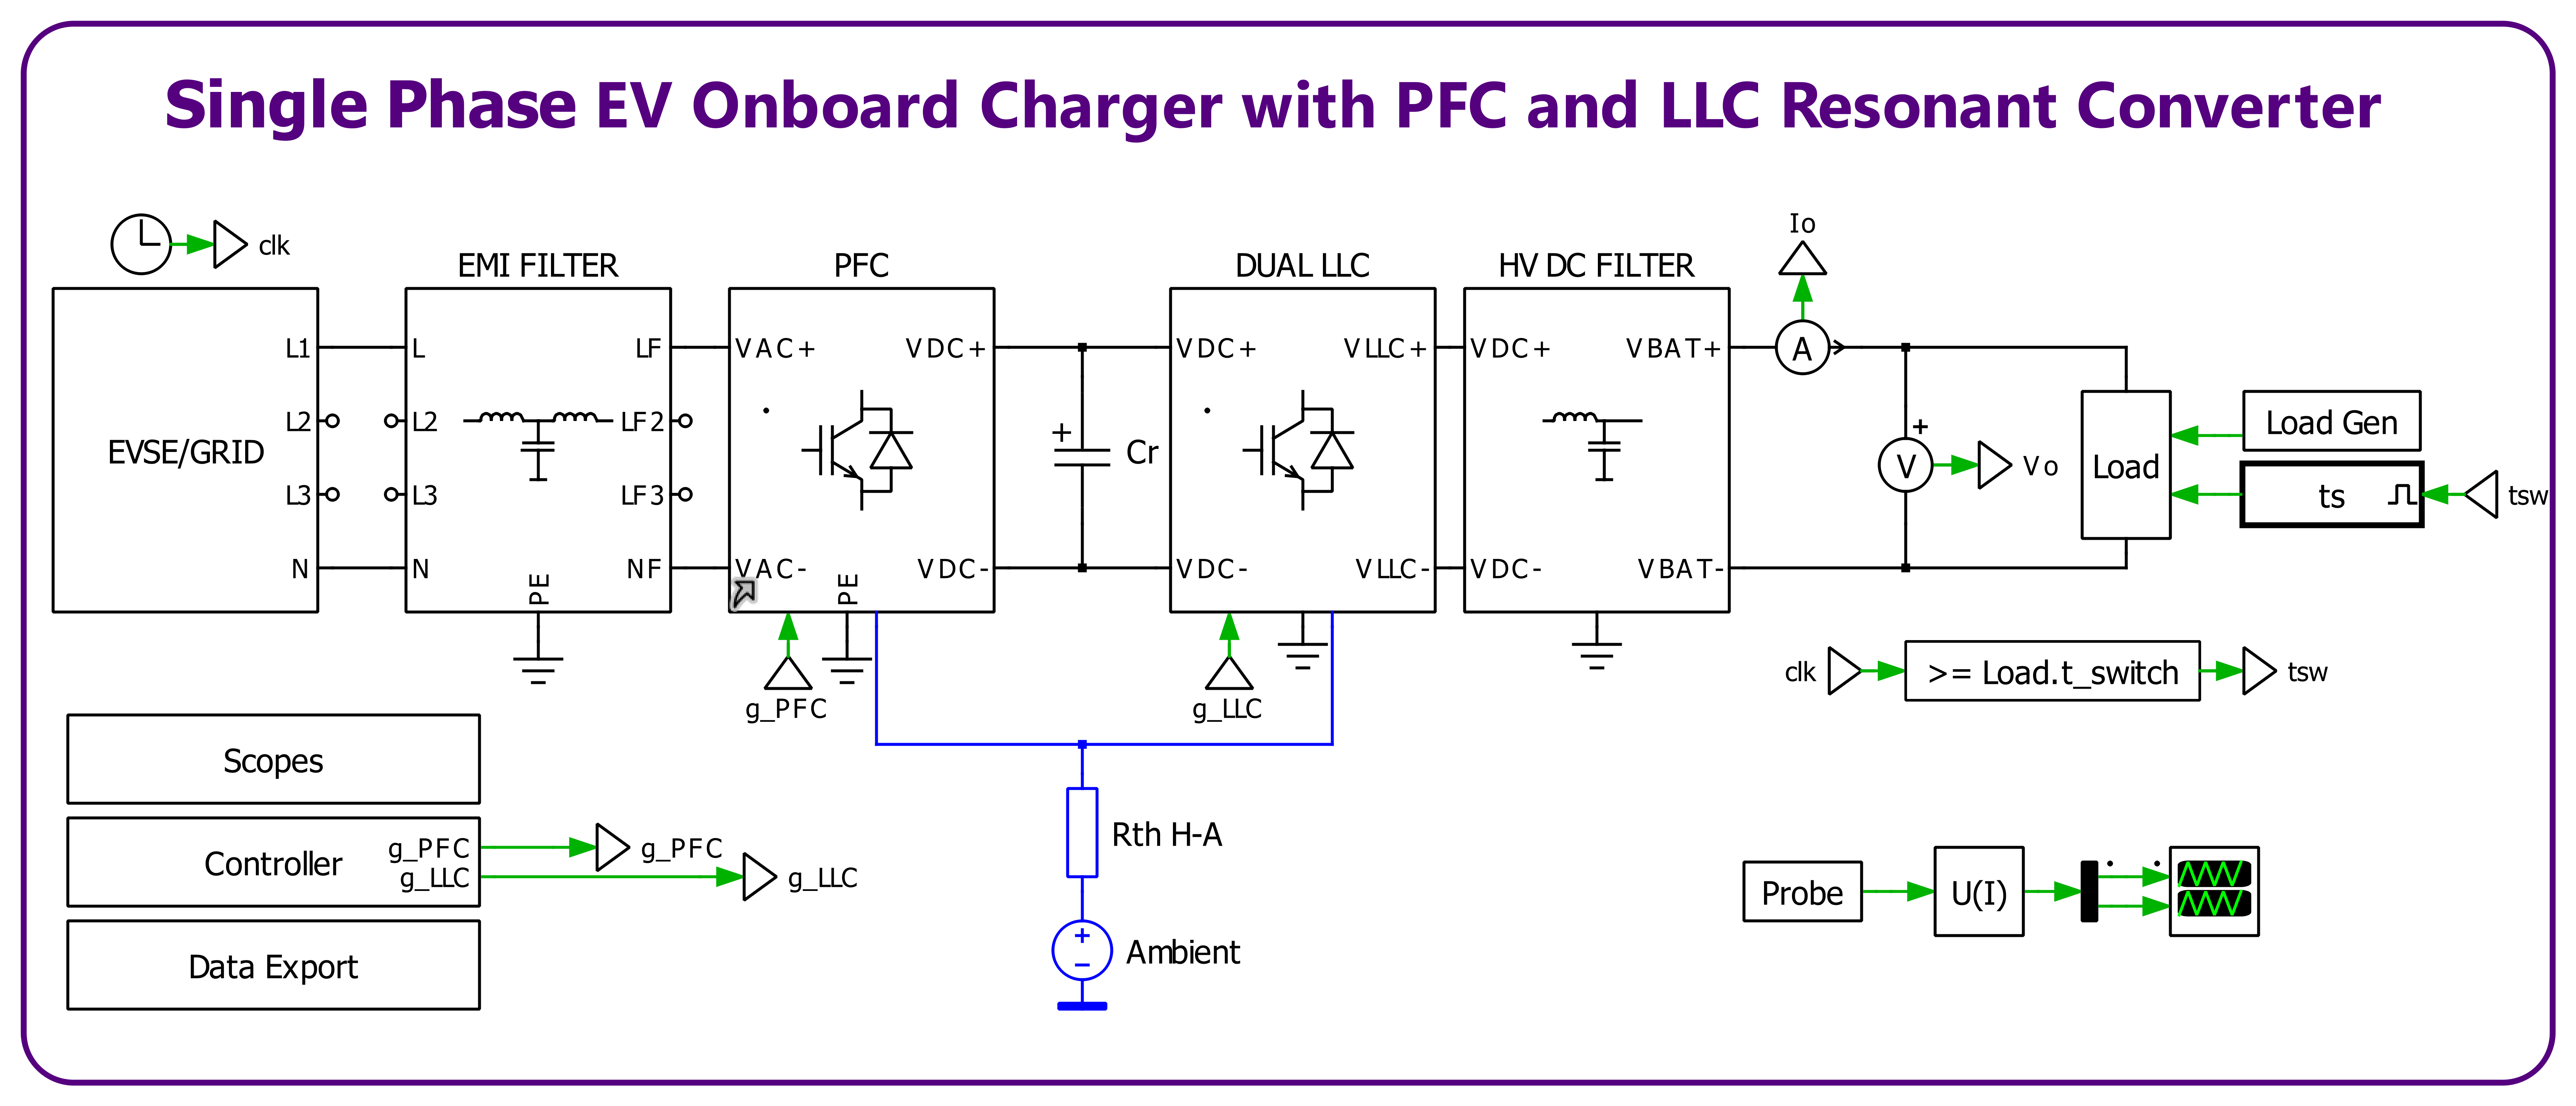 Single Phase EV Onboard Charger with PFC and LLC Resonant Converter
clk
EVSE/GRID
L1
L2
L3
N
EMI FILTER
L
L2
L3
N
LF
LF2
LF3
NF
PE
PFC
VAC+
VAC-
VDC+
VDC-
PE
g_PFC
+
Cr
DUAL LLC
VDC+
VDC-
VLLC+
VLLC-
g_LLC
HV DC FILTER
VDC+
VDC-
VBAT+
VBAT-
Io
A
+
V
Vo
Load
Load Gen
ts
tsw
clk
>= Load.t_switch
tsw
Scopes
Controller
g_PFC
g_LLC
g_PFC
g_LLC
Data Export
Rth H-A
+
−
Ambient
Probe
U(I)